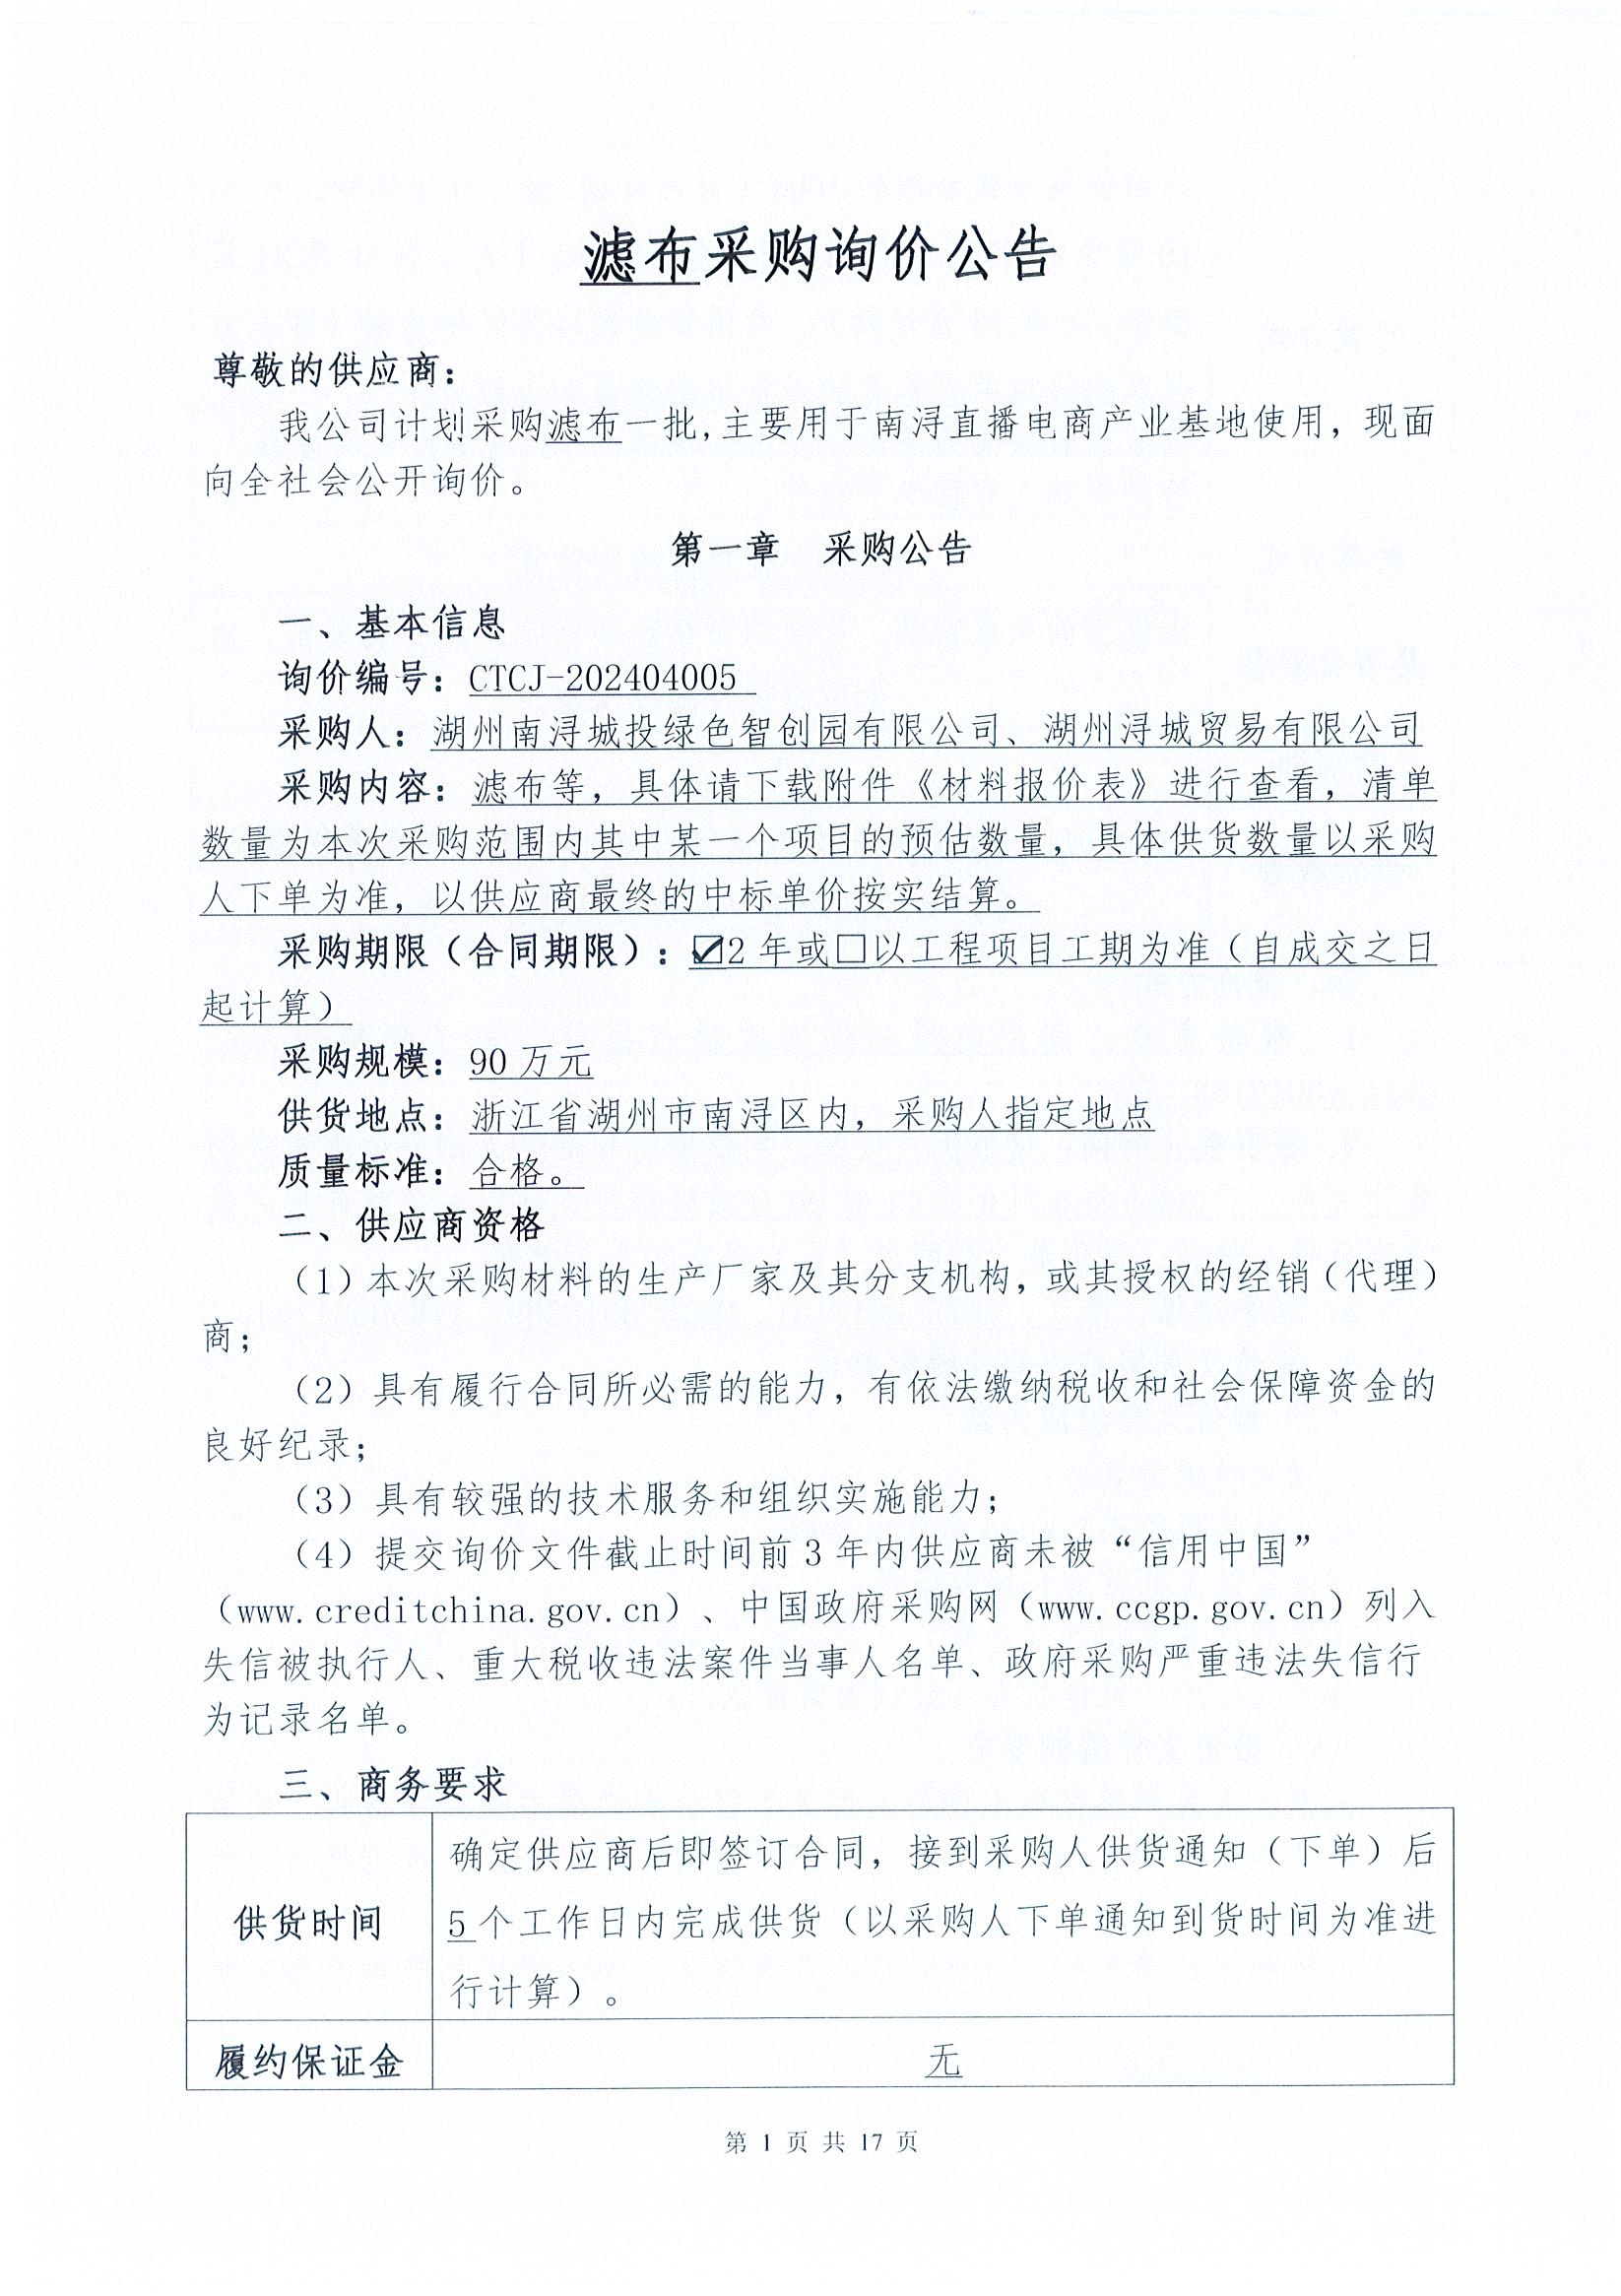 滤布采购询价公告
尊敬的供应商：
我公司计划采购滤布一批,主要用于南浔直播电商产业基地使用，现面
向全社会公开询价。
第一章 采购公告
一、基本信息
询价编号：CTCJ-202404005
采购人：湖州南浔城投绿色智创园有限公司、湖州浔城贸易有限公司
采购内容：滤布等，具体请下载附件《材料报价表》进行查看，清单
数量为本次采购范围内其中某一个项目的预估数量，具体供货数量以采购
人下单为准，以供应商最终的中标单价按实结算。
采购期限（合同期限）：☑2 年或□以工程项目工期为准（自成交之日
起计算）
采购规模：90 万元
供货地点：浙江省湖州市南浔区内，采购人指定地点
质量标准：合格。
二、供应商资格
（1）本次采购材料的生产厂家及其分支机构，或其授权的经销（代理）
商；
（2）具有履行合同所必需的能力，有依法缴纳税收和社会保障资金的
良好纪录；
（3）具有较强的技术服务和组织实施能力；
（4）提交询价文件截止时间前 3 年内供应商未被“信用中国”
（www.creditchina.gov.cn）、中国政府采购网（www.ccgp.gov.cn）列入
失信被执行人、重大税收违法案件当事人名单、政府采购严重违法失信行
为记录名单。
三、商务要求
供货时间
确定供应商后即签订合同，接到采购人供货通知（下单）后
5 个工作日内完成供货（以采购人下单通知到货时间为准进
行计算）。
履约保证金
无
第 1 页 共 17 页